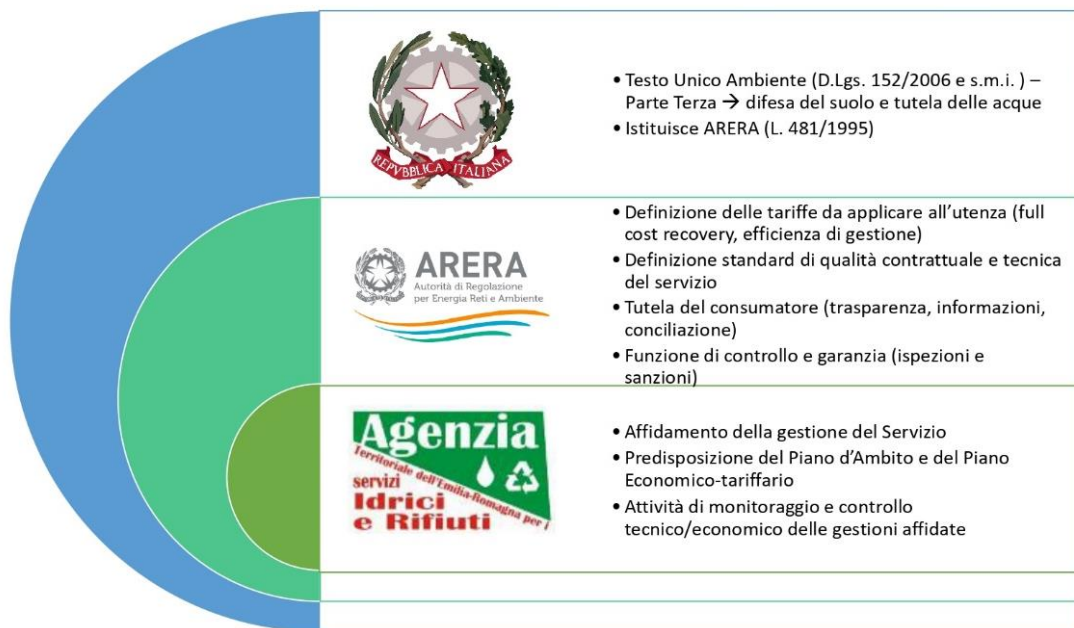 • Testo Unico Ambiente (D.Lgs. 152/2006 e s.m.i. ) –
Parte Terza → difesa del suolo e tutela delle acque
• Istituisce ARERA (L. 481/1995)
REPVBBLICA ITALIANA
• Definizione delle tariffe da applicare all’utenza (full
cost recovery, efficienza di gestione)
• Definizione standard di qualità contrattuale e tecnica
del servizio
• Tutela del consumatore (trasparenza, informazioni,
conciliazione)
• Funzione di controllo e garanzia (ispezioni e
sanzioni)
ARERA
Autorità di Regolazione
per Energia Reti e Ambiente
Agenzia
Territoriale dell'Emilia-Romagna per i
servizi
Idrici
e Rifiuti
• Affidamento della gestione del Servizio
• Predisposizione del Piano d’Ambito e del Piano
Economico-tariffario
• Attività di monitoraggio e controllo
tecnico/economico delle gestioni affidate